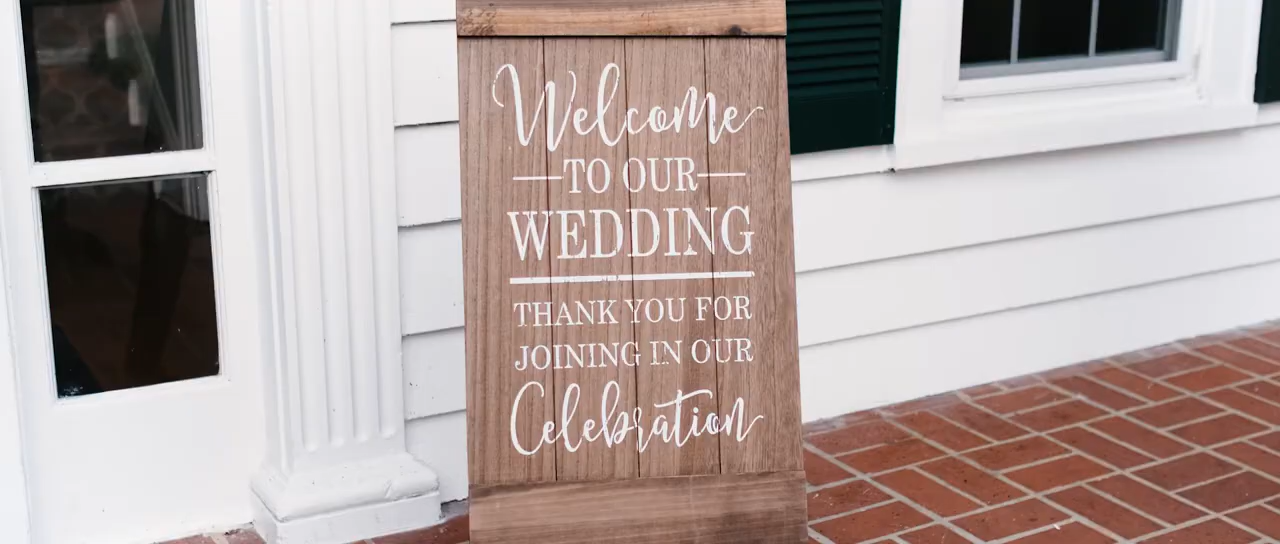 Welcome
TO OUR
WEDDING
THANK YOU FOR
JOINING IN OUR
Celebration